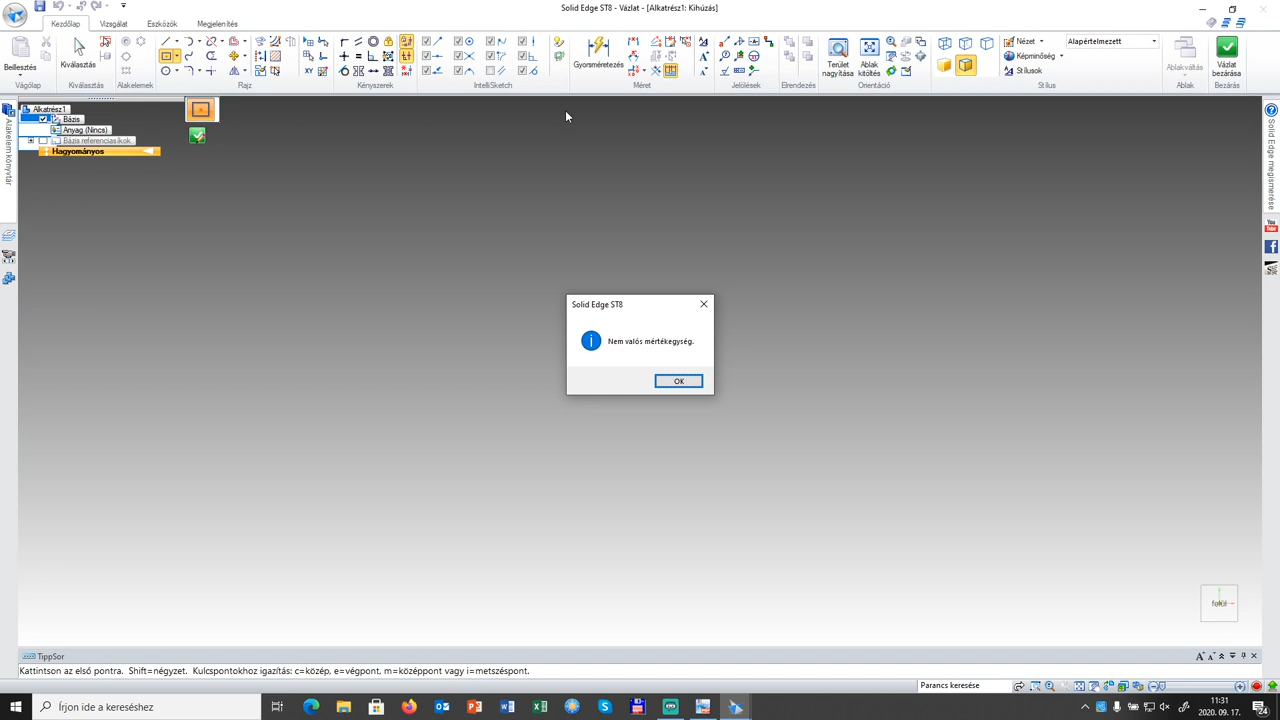 Solid Edge ST8 - Vázlat - [Alkatrész1: Kihúzás]
Kezdőlap
Vizsgálat
Eszközök
Megjelenítés
Beillesztés
Kiválasztás
Gyorsméretezés
Terület nagyítása
Ablak kitöltés
Nézet
Képminőség
Stílusok
Alapértelmezett
Ablakváltás
Vázlat bezárása
Vágólap
Kiválasztás
Alakelemek
Rajz
Kényszerek
IntelliSketch
Méret
Jelölések
Elrendezés
Orientáció
Stílus
Ablak
Bezárás
Alkatrész1
Bázis
Anyag (Nincs)
Bázis referenciasíkok
Hagyományos
Alakelem könyvtár
Solid Edge megismerése
You Tube
Solid Edge ST8
Nem valós mértékegység.
OK
felül
TippSor
Kattintson az első pontra. Shift=négyzet. Kulcspontokhoz igazítás: c=közép, e=végpont, m=középpont vagy i=metszéspont.
Parancs keresése
Írjon ide a kereséshez
11:31
2020. 09. 17.
24